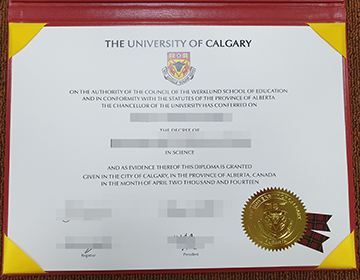 THE UNIVERSITY OF CALGARY
ON THE AUTHORITY OF THE COUNCIL OF THE WERKLUND SCHOOL OF EDUCATION
AND IN CONFORMITY WITH THE STATUTES OF THE PROVINCE OF ALBERTA
THE CHANCELLOR OF THE UNIVERSITY HAS CONFERRED ON
THE DEGREE OF
IN SCIENCE
AND AS EVIDENCE THEREOF THIS DIPLOMA IS GRANTED
GIVEN IN THE CITY OF CALGARY, IN THE PROVINCE OF ALBERTA, CANADA
IN THE MONTH OF APRIL TWO THOUSAND AND FOURTEEN
Registrar
President